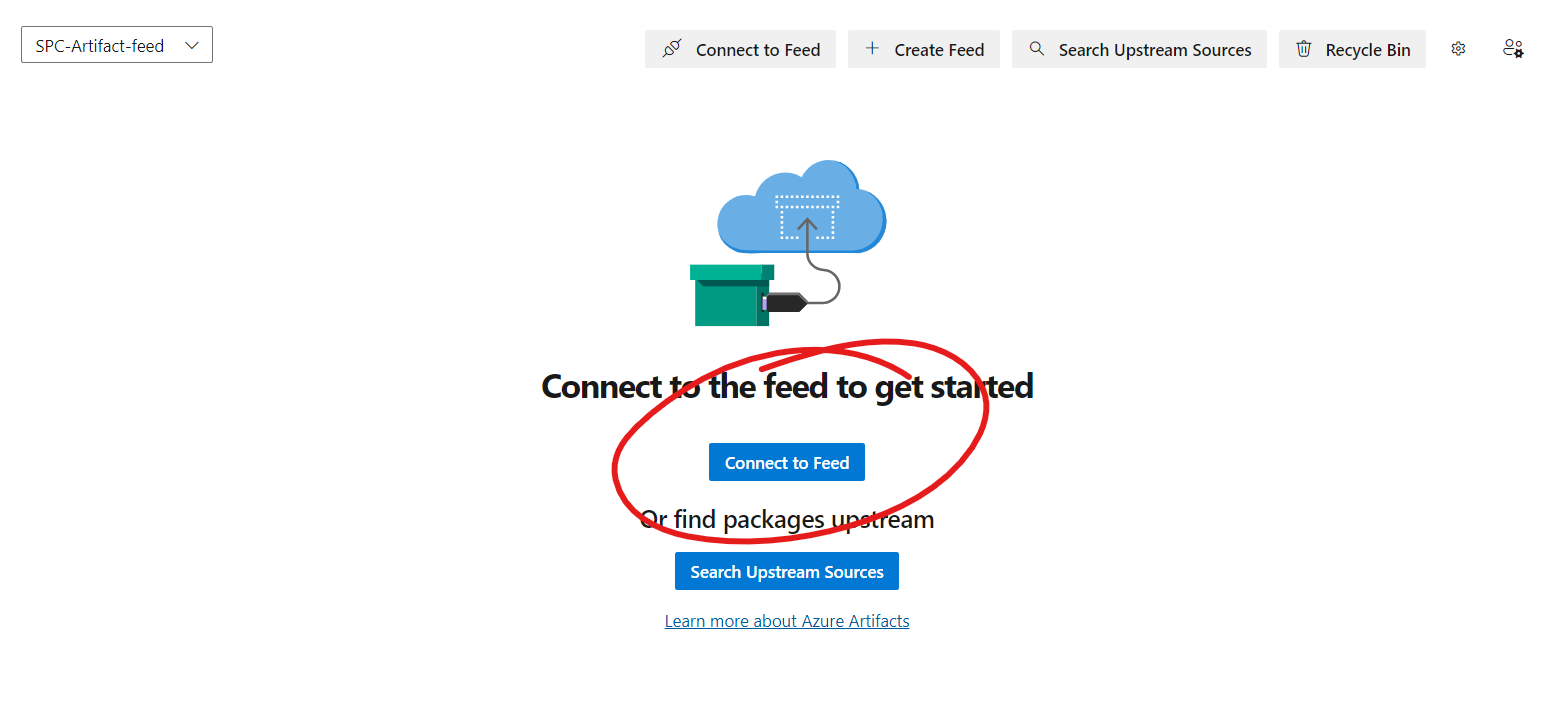 SPC-Artifact-feed
Connect to Feed
Create Feed
Search Upstream Sources
Recycle Bin
Connect to the feed to get started
Connect to Feed
Or find packages upstream
Search Upstream Sources
Learn more about Azure Artifacts